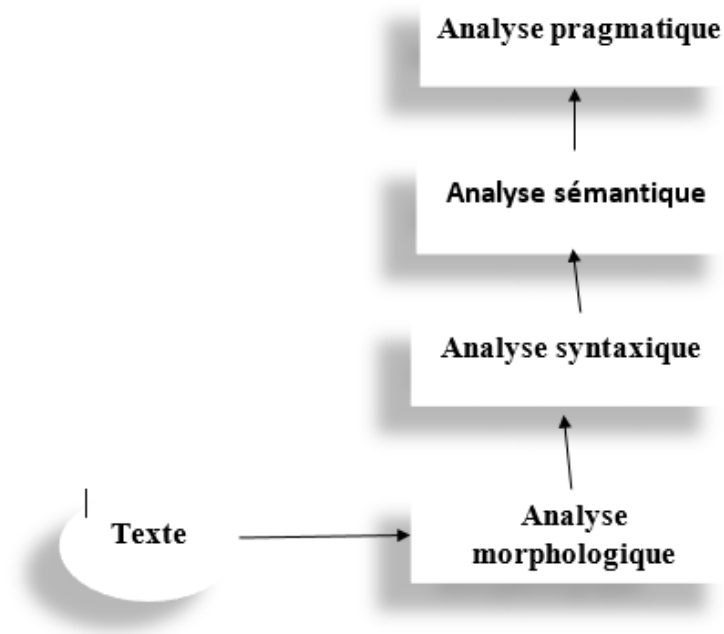 Analyse pragmatique
Analyse sémantique
Analyse syntaxique
Texte
Analyse
morphologique